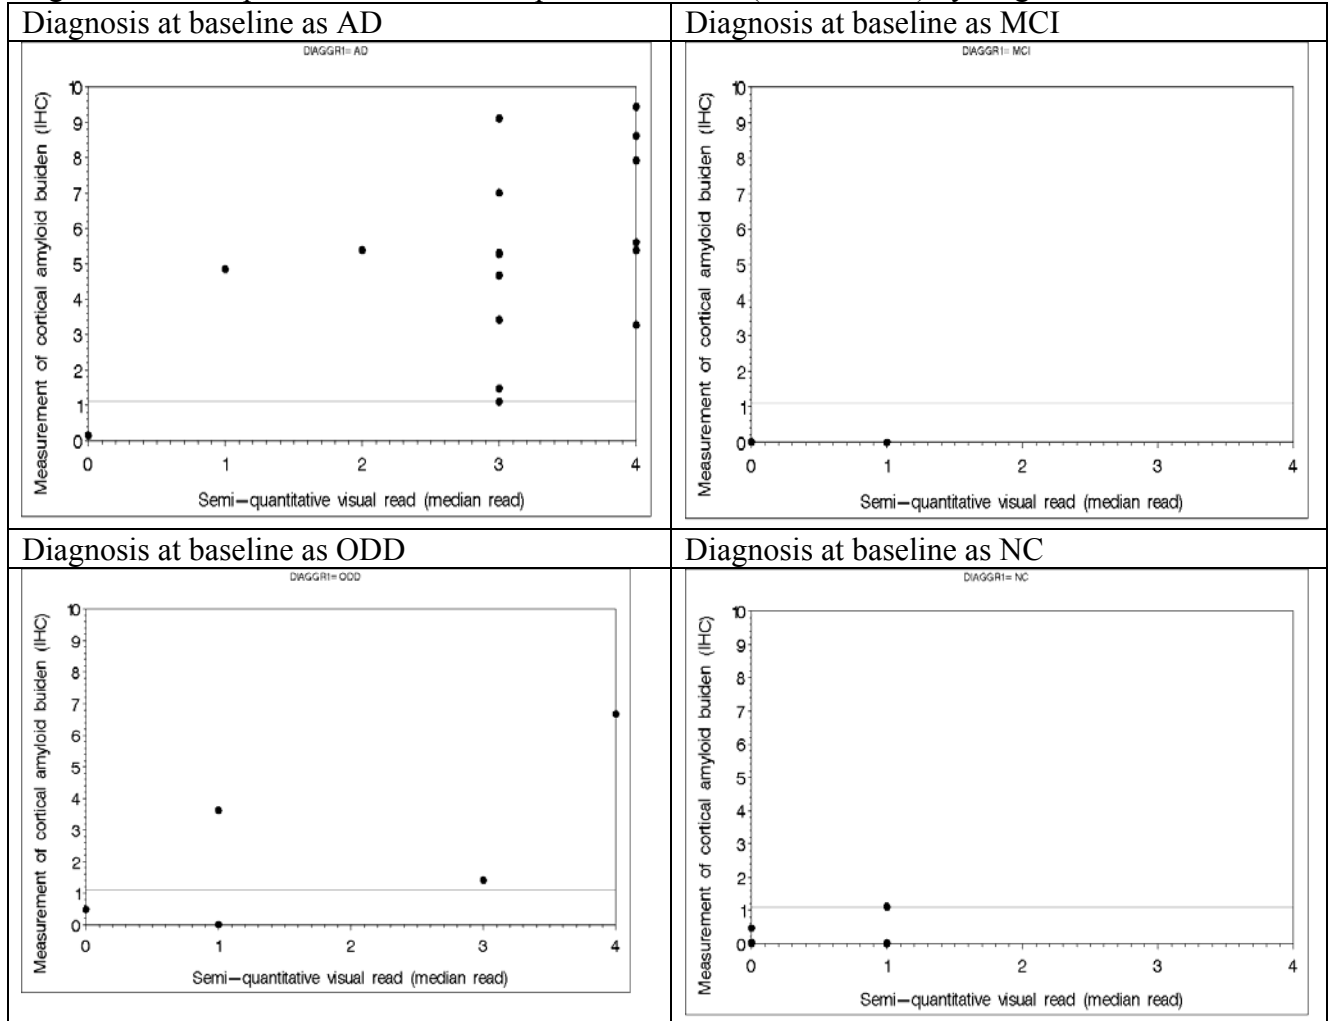 Diagnosis at baseline as AD
DIAGGR1= AD
Measurement of cortical amyloid buiden (IHC)
10
9
8
7
6
5
4
3
2
1
0
0 1 2 3 4
Semi–quantitative visual read (median read)
Diagnosis at baseline as MCI
DIAGGR1= MCI
Measurement of cortical amyloid buiden (IHC)
10
9
8
7
6
5
4
3
2
1
0
0 1 2 3 4
Semi–quantitative visual read (median read)
Diagnosis at baseline as ODD
DIAGGR1= ODD
Measurement of cortical amyloid buiden (IHC)
10
9
8
7
6
5
4
3
2
1
0
0 1 2 3 4
Semi–quantitative visual read (median read)
Diagnosis at baseline as NC
DIAGGR1= NC
Measurement of cortical amyloid buiden (IHC)
10
9
8
7
6
5
4
3
2
1
0
0 1 2 3 4
Semi–quantitative visual read (median read)